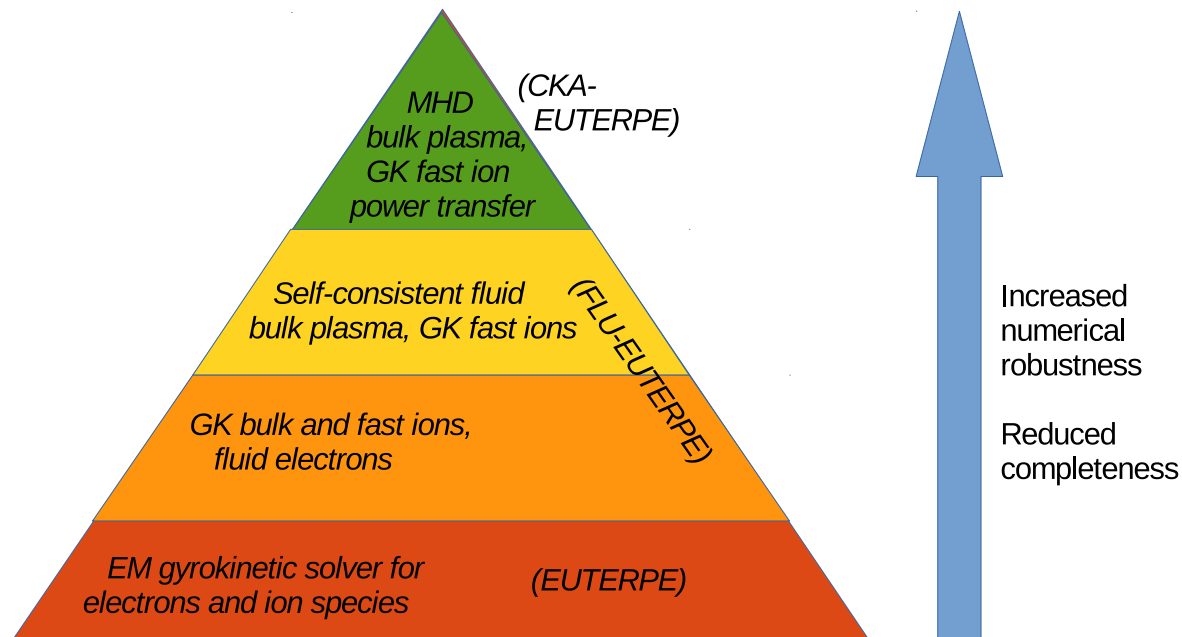 MHD
bulk plasma,
GK fast ion
power transfer
(CKA-
EUTERPE)
Self-consistent fluid
bulk plasma, GK fast ions
(FLU-EUTERPE)
GK bulk and fast ions,
fluid electrons
EM gyrokinetic solver for
electrons and ion species
(EUTERPE)
Increased
numerical
robustness
Reduced
completeness